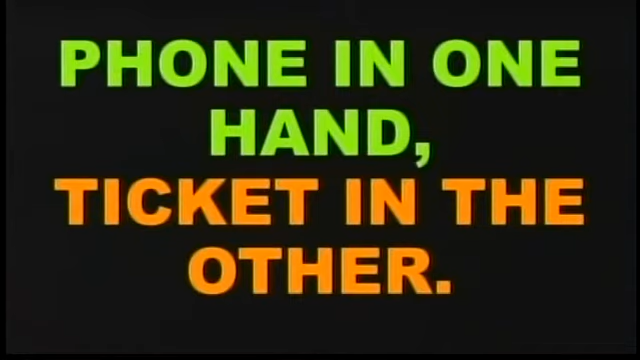 PHONE IN ONE
HAND,
TICKET IN THE
OTHER.